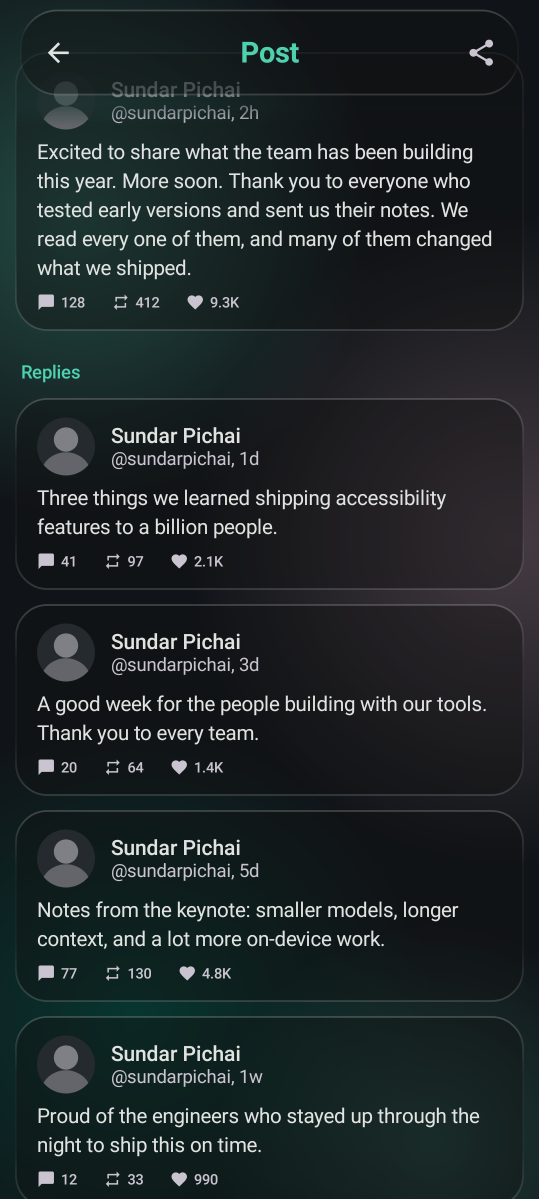 Post
Sundar Pichai
@sundarpichai, 2h
Excited to share what the team has been building
this year. More soon. Thank you to everyone who
tested early versions and sent us their notes. We
read every one of them, and many of them changed
what we shipped.
128 412 9.3K
Replies
Sundar Pichai
@sundarpichai, 1d
Three things we learned shipping accessibility
features to a billion people.
41 97 2.1K
Sundar Pichai
@sundarpichai, 3d
A good week for the people building with our tools.
Thank you to every team.
20 64 1.4K
Sundar Pichai
@sundarpichai, 5d
Notes from the keynote: smaller models, longer
context, and a lot more on-device work.
77 130 4.8K
Sundar Pichai
@sundarpichai, 1w
Proud of the engineers who stayed up through the
night to ship this on time.
12 33 990